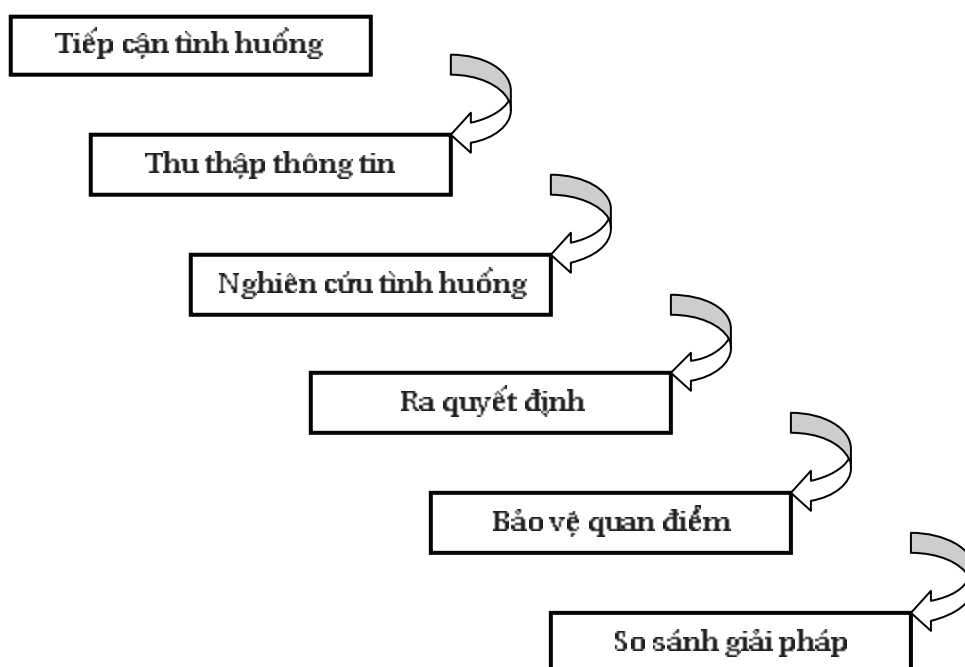 Tiếp cận tình huống
Thu thập thông tin
Nghiên cứu tình huống
Ra quyết định
Bảo vệ quan điểm
So sánh giải pháp